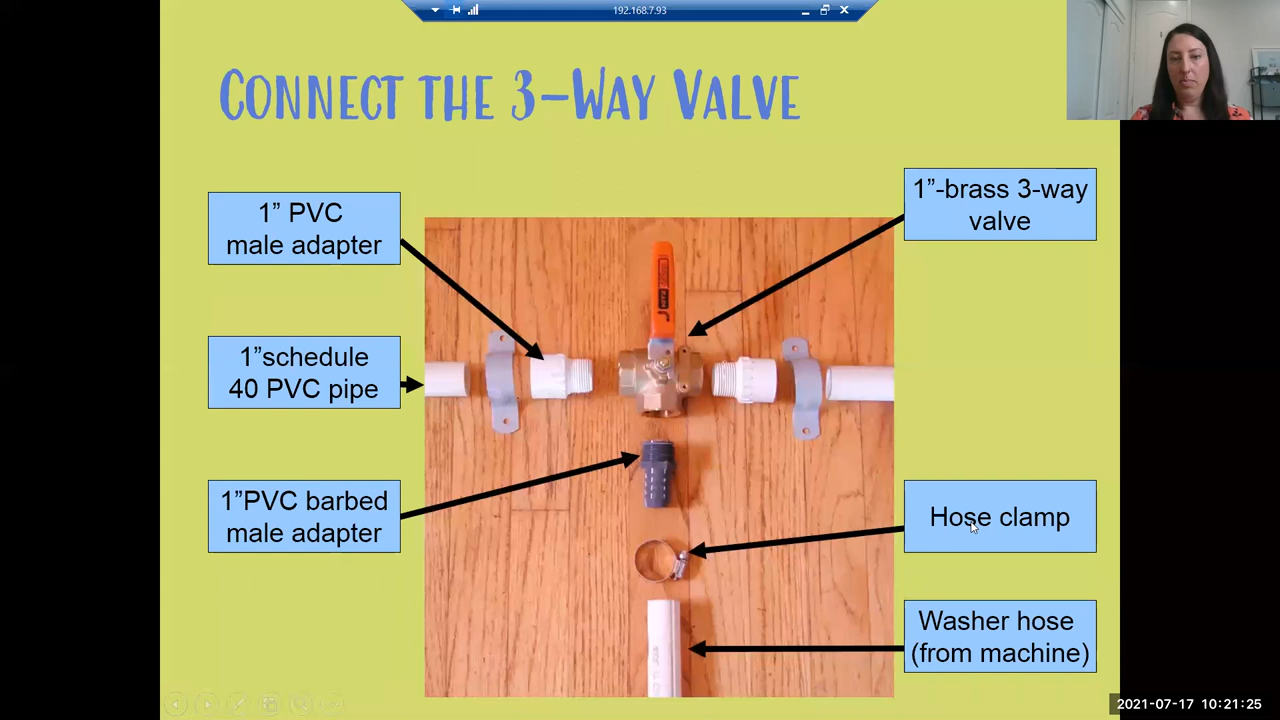 192.168.7.93
CONNECT THE 3-WAY VALVE
1” PVC
male adapter
1”-brass 3-way
valve
1”schedule
40 PVC pipe
1”PVC barbed
male adapter
Hose clamp
Washer hose
(from machine)
2021-07-17 10:21:25